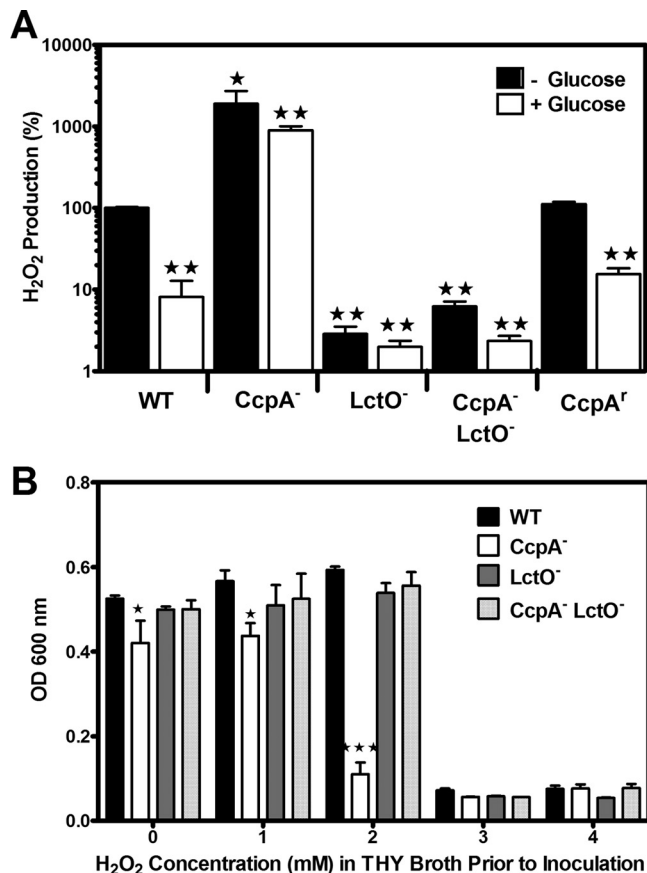 A
H₂O₂ Production (%)
10000
1000
100
10
1
- Glucose
+ Glucose
★
★★
★★
★★
★★
★★
★★
★★
WT
CcpA⁻
LctO⁻
CcpA⁻
LctO⁻
CcpAʳ
B
OD 600 nm
0.8
0.6
0.4
0.2
0.0
WT
CcpA⁻
LctO⁻
CcpA⁻ LctO⁻
★
★
★★★
0 1 2 3 4
H₂O₂ Concentration (mM) in THY Broth Prior to Inoculation